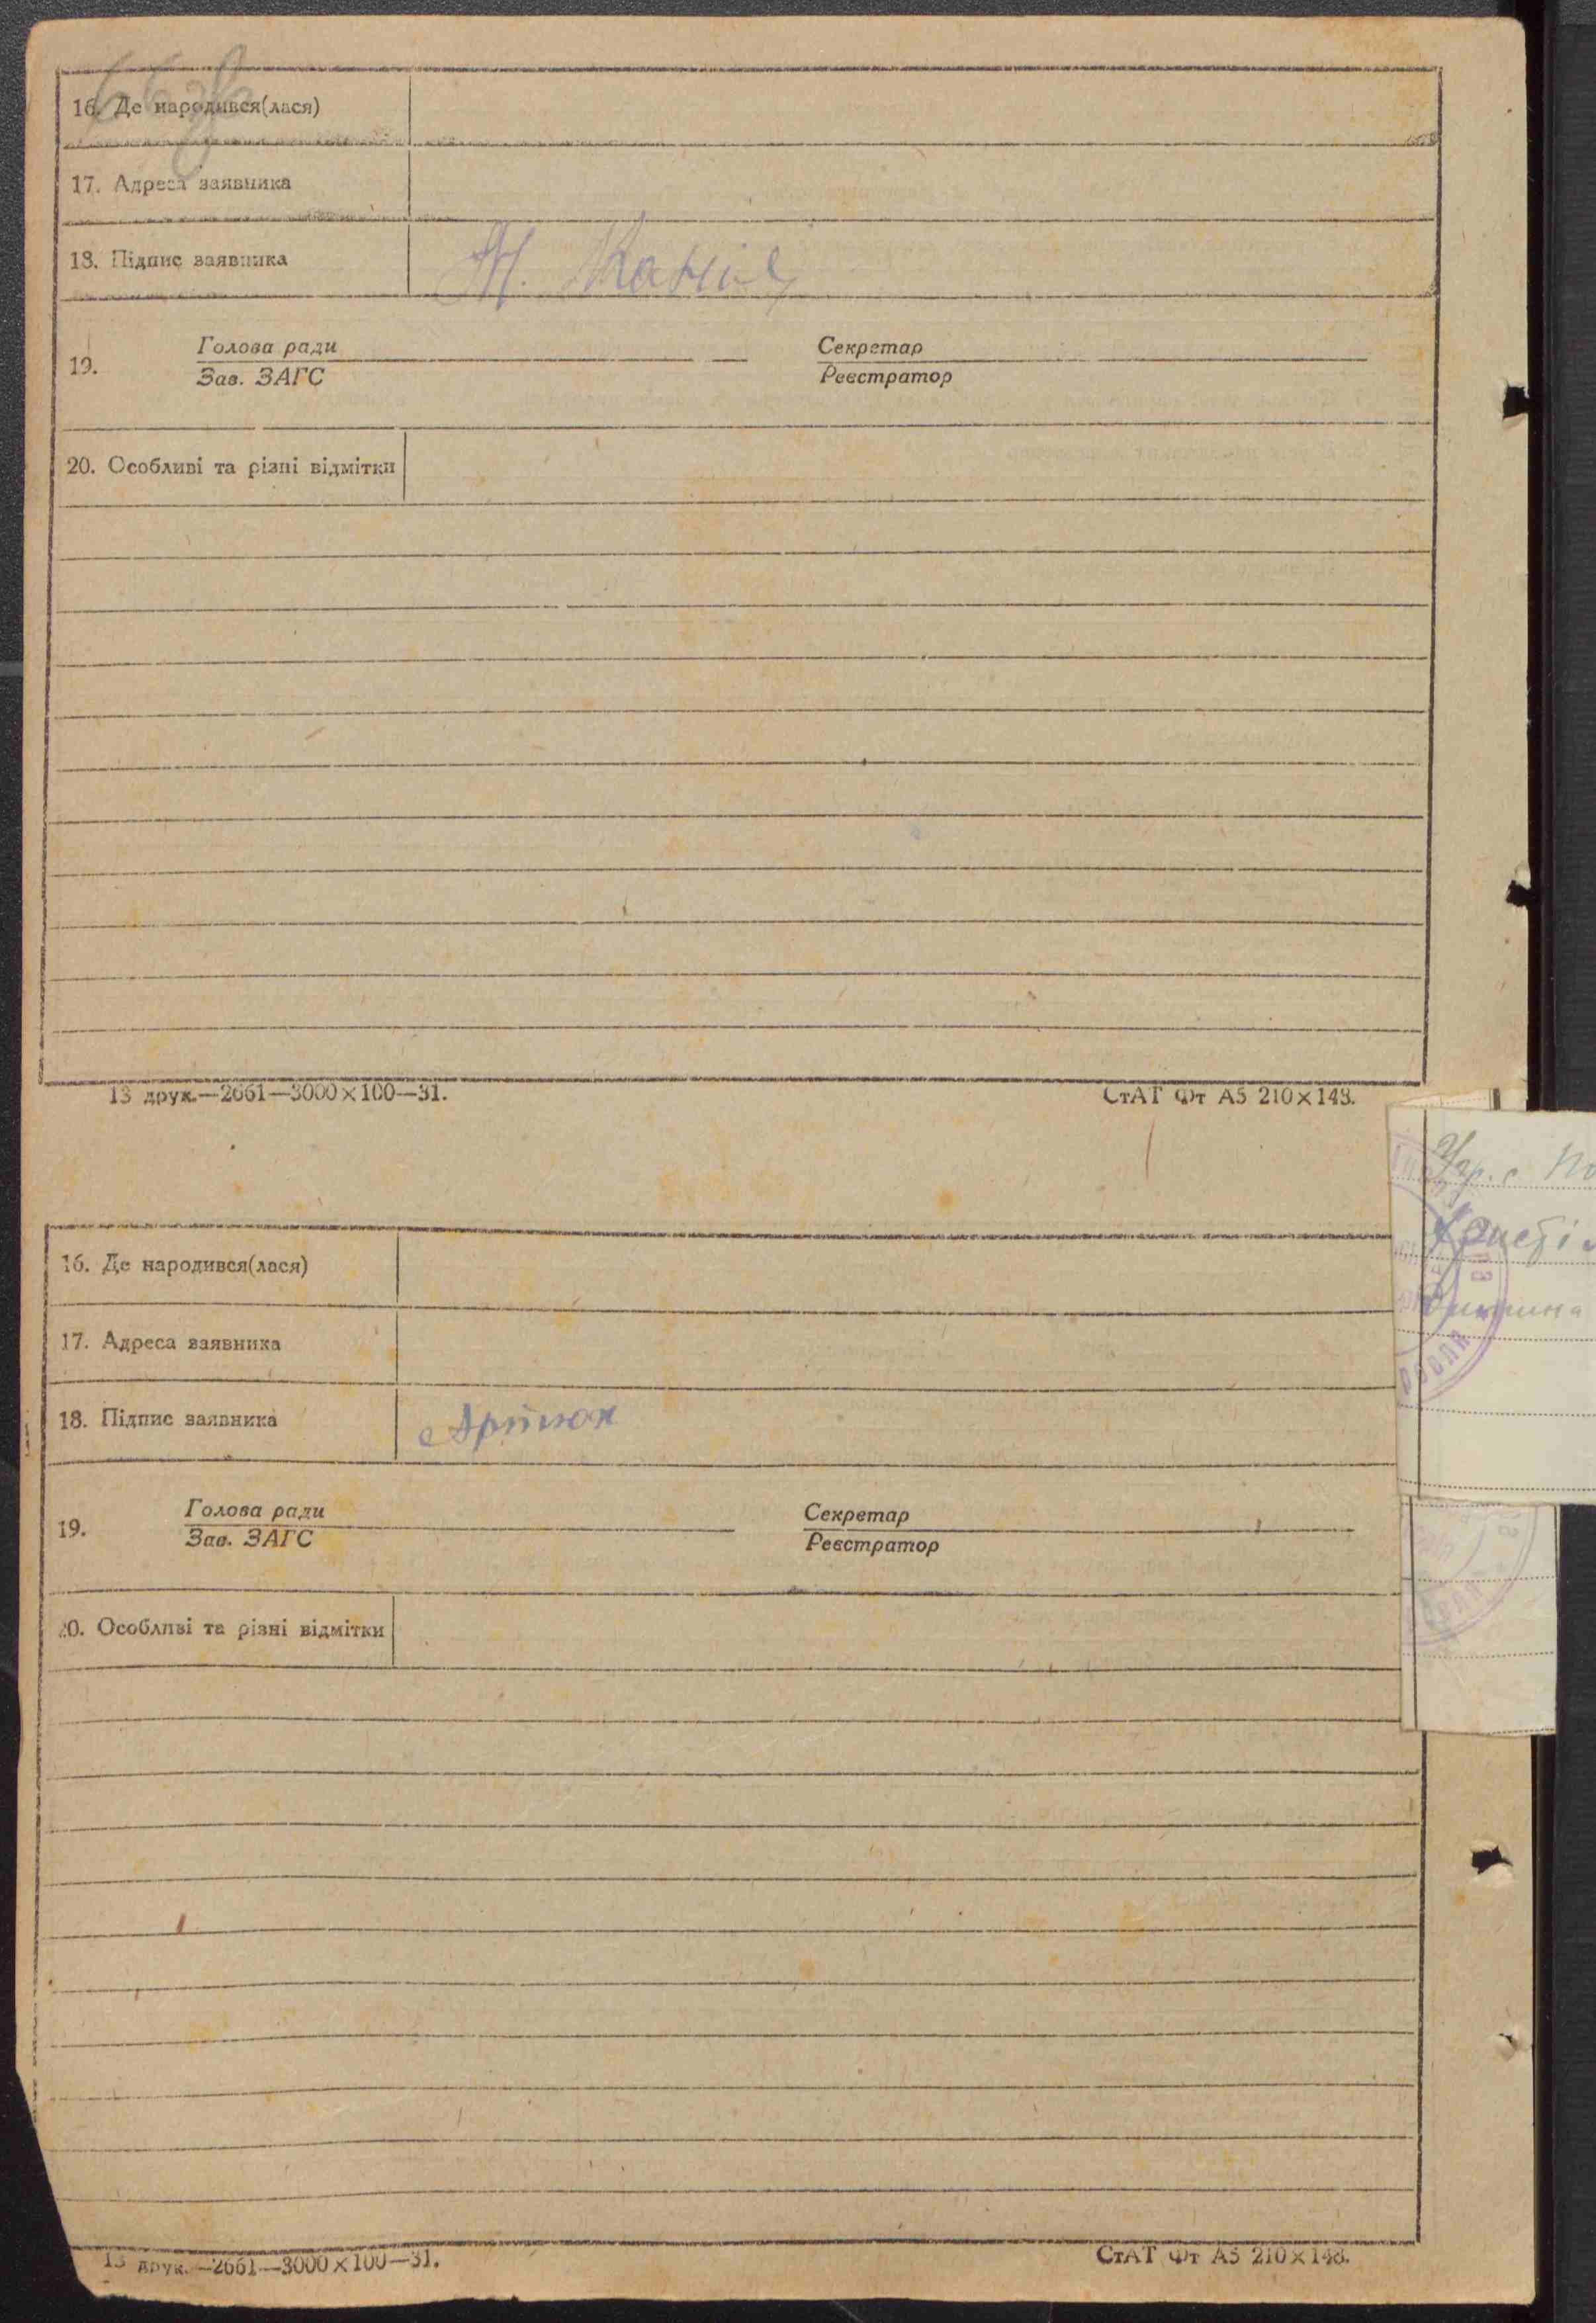 16. Де народився(лася)
17. Адреса заявника
18. Підпис заявника
19. Голова ради Секретар
Зав. ЗАГС Реєстратор
20. Особливі та різні відмітки
13 друк.—2661—3000×100—31. СтАТ Фт А5 210×148.
16. Де народився(лася)
17. Адреса заявника
18. Підпис заявника Артюх
19. Голова ради Секретар
Зав. ЗАГС Реєстратор
20. Особливі та різні відмітки
13 друк.—2661—3000×100—31. СтАТ Фт А5 210×148.